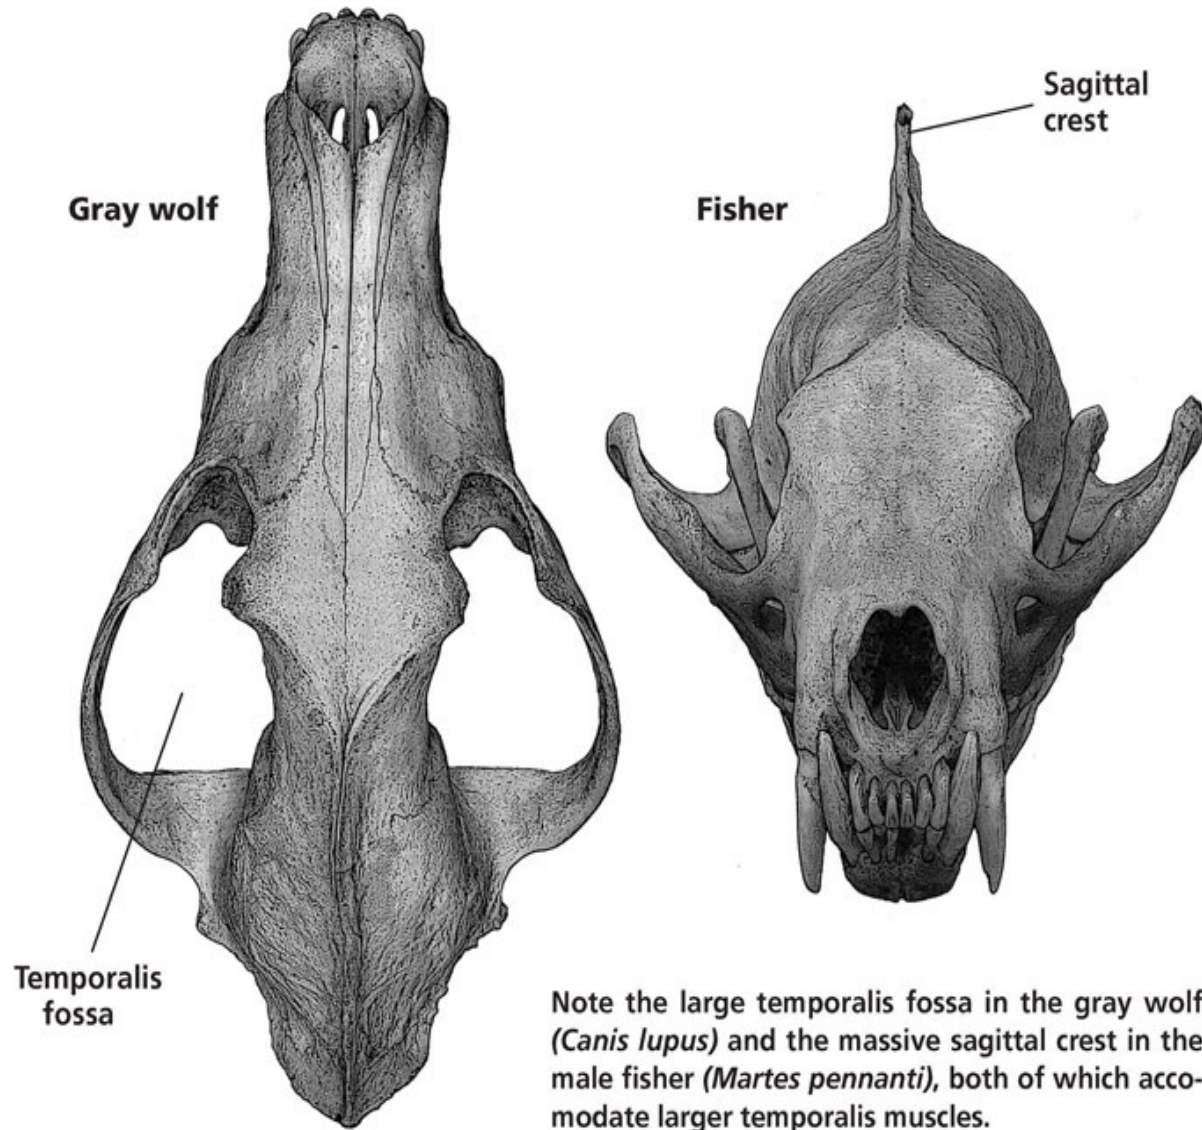 Sagittal
crest
Gray wolf
Fisher
Temporalis
fossa
Note the large temporalis fossa in the gray wolf
(Canis lupus) and the massive sagittal crest in the
male fisher (Martes pennanti), both of which acco-
modate larger temporalis muscles.